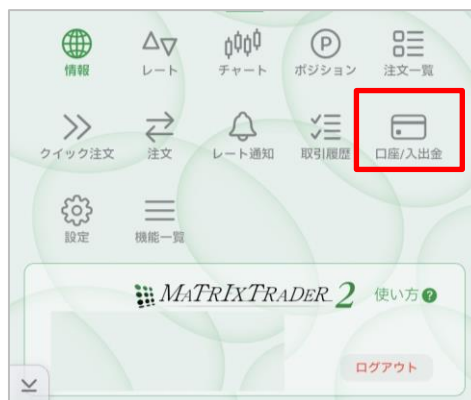 情報 レート チャート ポジション 注文一覧
クイック注文 注文 レート通知 取引履歴 口座/入出金
設定 機能一覧
MATRIXTRADER 2 使い方 ?
ログアウト